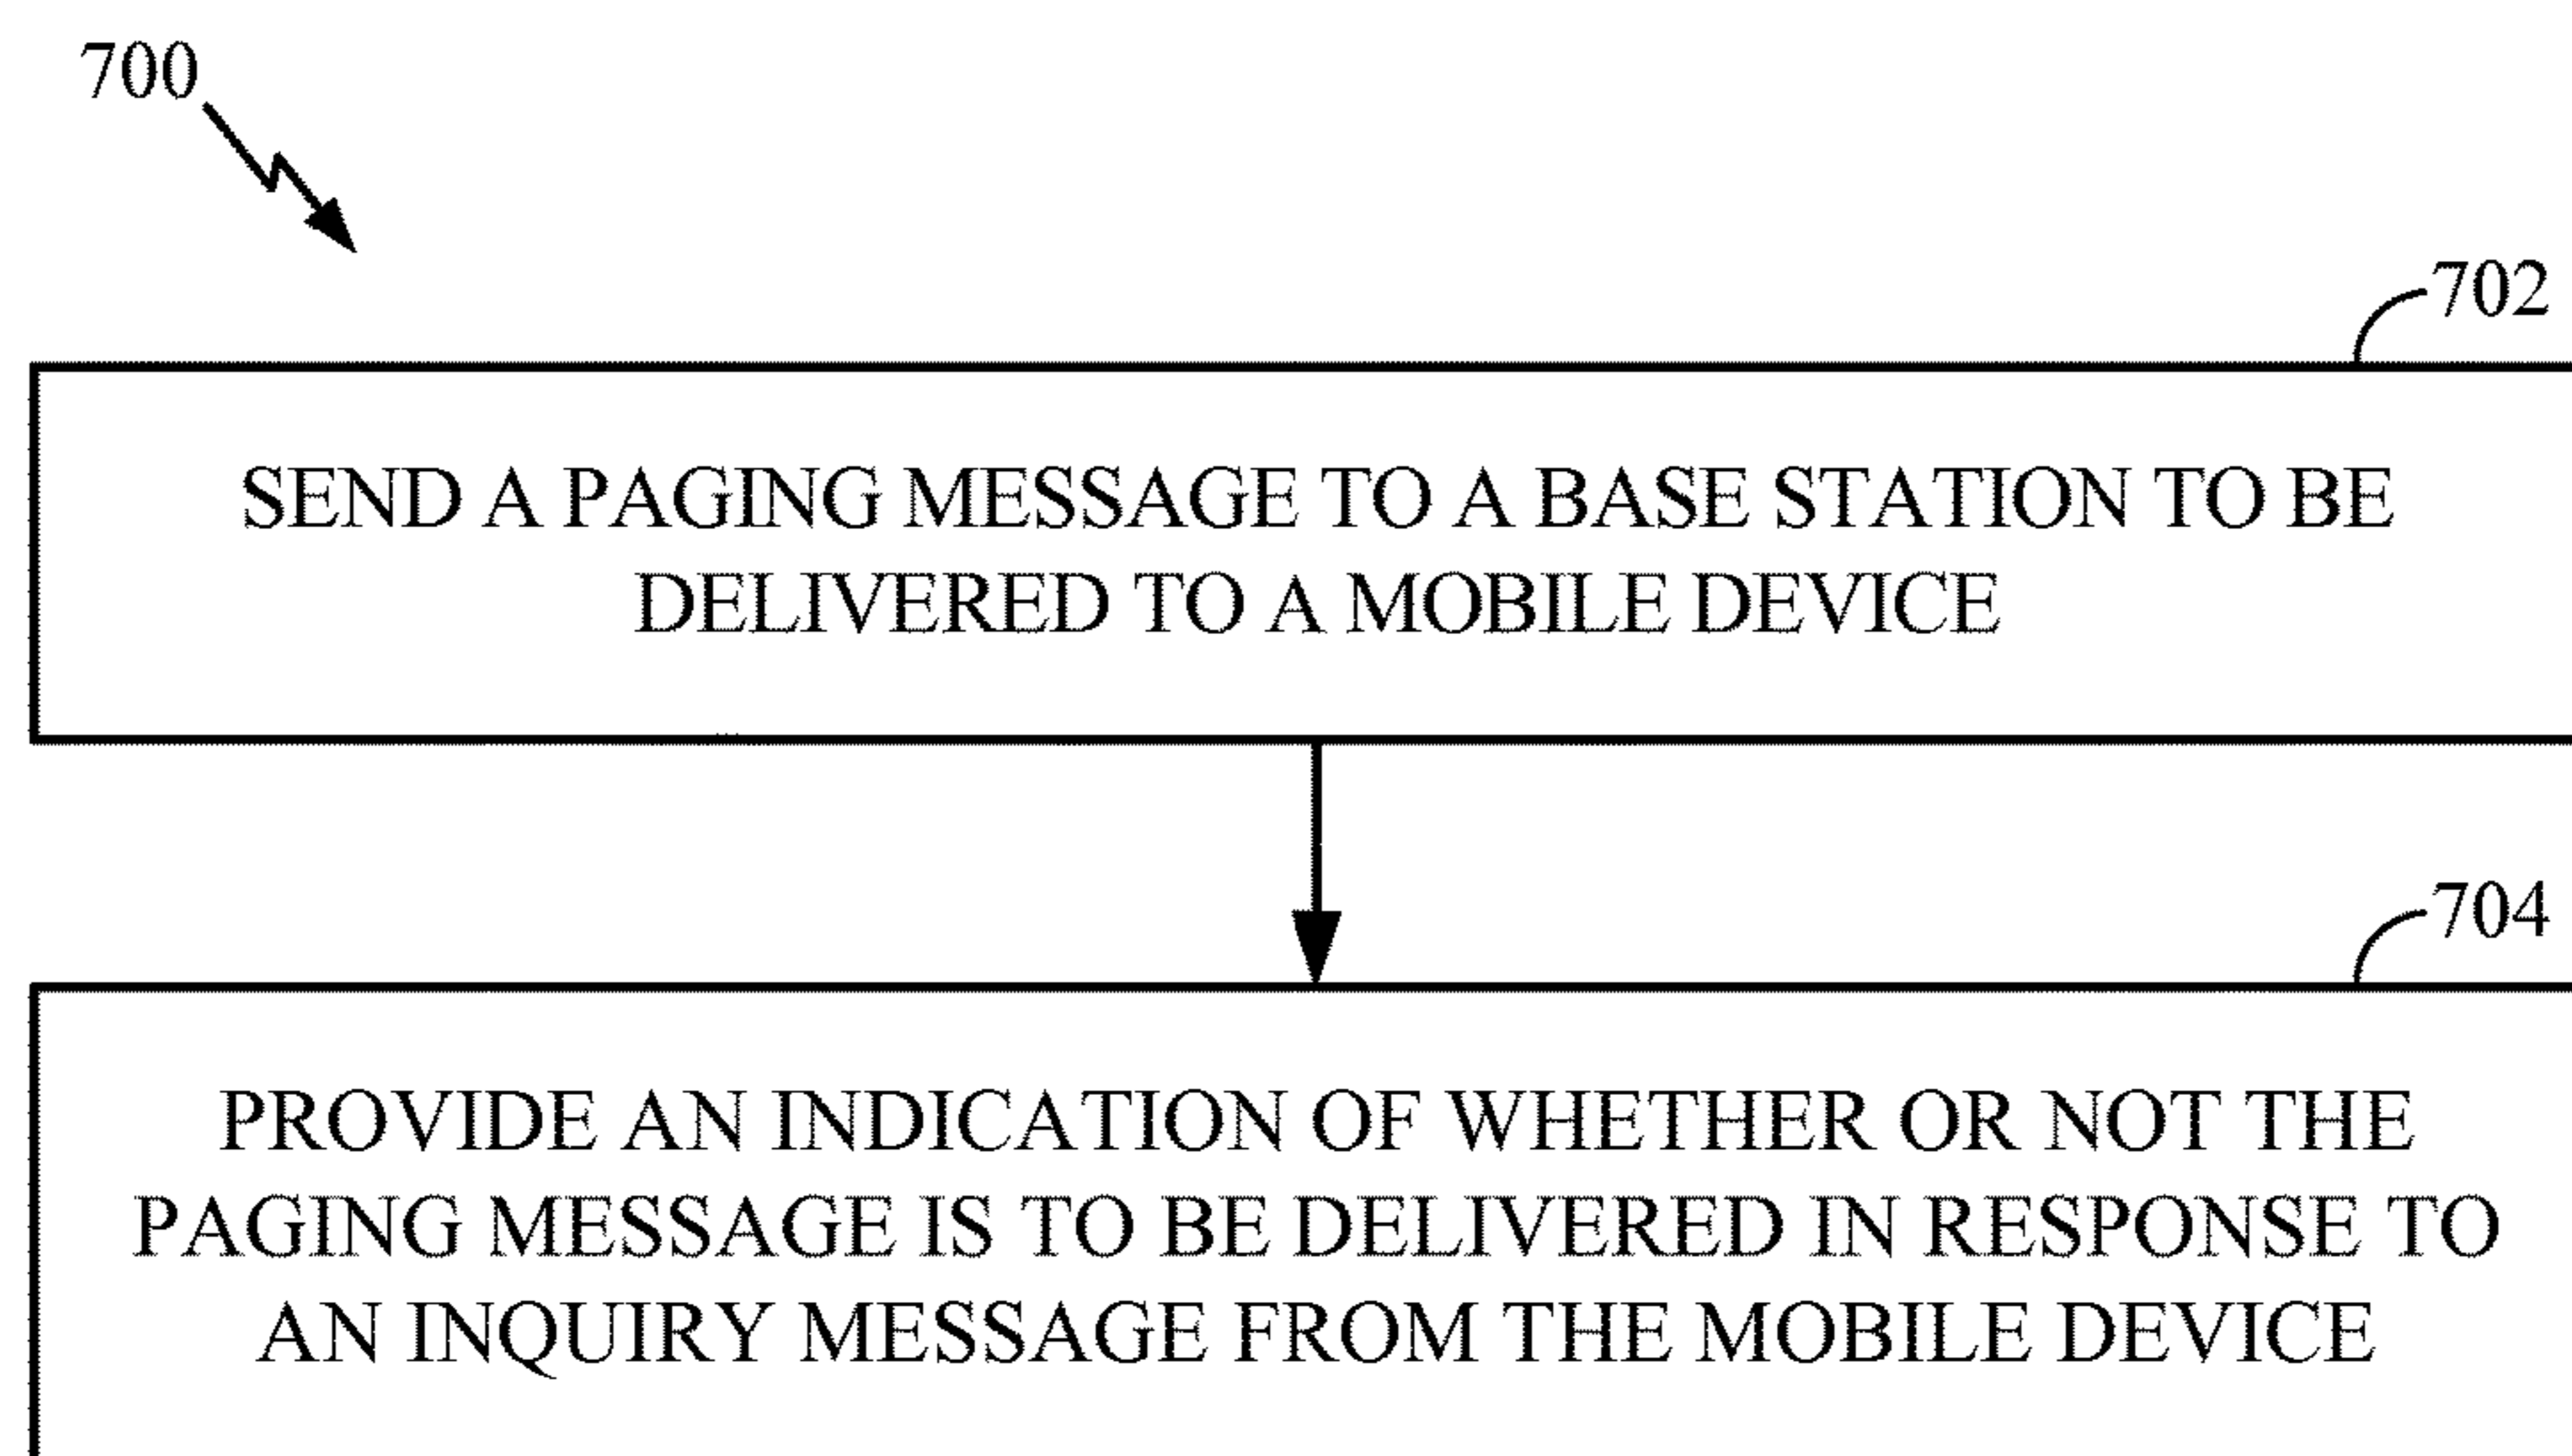 700
702
SEND A PAGING MESSAGE TO A BASE STATION TO BE
DELIVERED TO A MOBILE DEVICE
704
PROVIDE AN INDICATION OF WHETHER OR NOT THE
PAGING MESSAGE IS TO BE DELIVERED IN RESPONSE TO
AN INQUIRY MESSAGE FROM THE MOBILE DEVICE